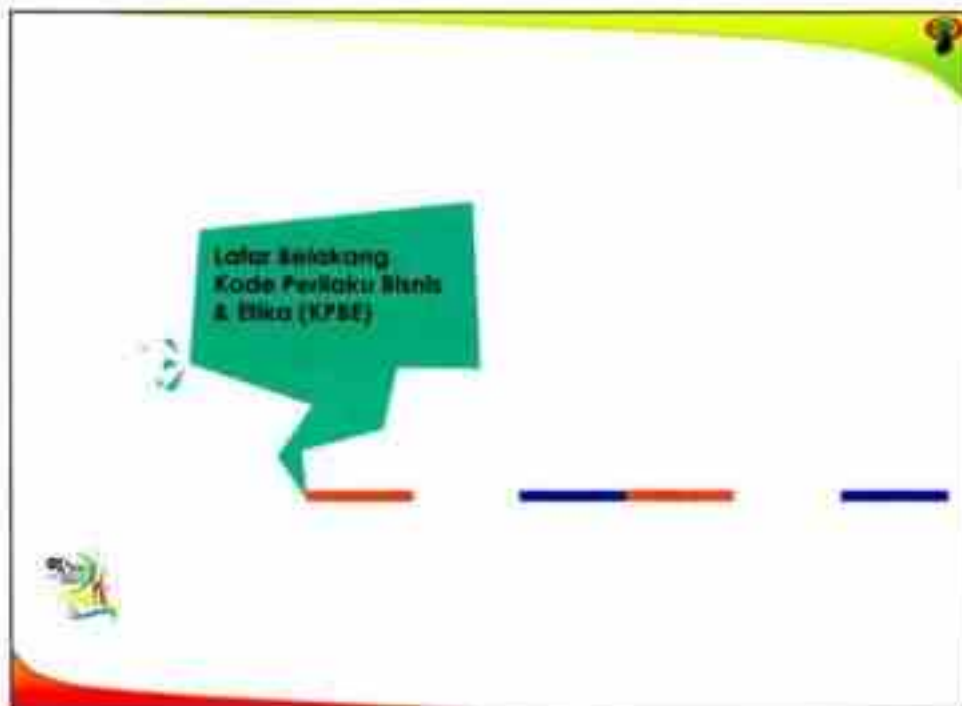 Latar Belakang
Kode Perilaku Bisnis
& Etika (KPBE)